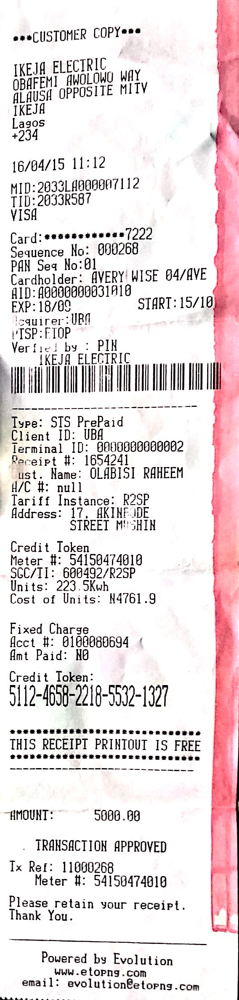 ***CUSTOMER COPY***
IKEJA ELECTRIC
OBAFEMI AWOLOWO WAY
ALAUSA OPPOSITE MITV
IKEJA
Lagos
+234
16/04/15 11:12
MID:2033LA000007112
TID:2033R587
VISA
Card:************7222
Sequence No: 000268
PAN Seq No:01
Cardholder: AVERY WISE 04/AVE
AID:A0000000031010
EXP:18/09 START:15/10
Acquirer:UBA
PTSP:ETOP
Verfied by : PIN
IKEJA ELECTRIC
Type: STS PrePaid
Client ID: UBA
Terminal ID: 0000000000002
Receipt #: 1654241
ust. Name: OLABISI RAHEEM
A/C #: null
Tariff Instance: R2SP
Address: 17,
STREET MUSHIN
Credit Token
Meter #: 54150474010
SGC/TI: 600492/R2SP
Units: 223.5Kwh
Cost of Units: N4761.9
Fixed Charge
Acct #: 0100080694
Amt Paid: N0
Credit Token:
5112-4658-2218-5532-1327
*****************************
THIS RECEIPT PRINTOUT IS FREE
*****************************
AMOUNT: 5000.00
TRANSACTION APPROVED
Tx Ref: 11000268
Meter #: 54150474010
Please retain your receipt.
Thank You.
Powered by Evolution
www.etopng.com
email: evolution@etopng.com